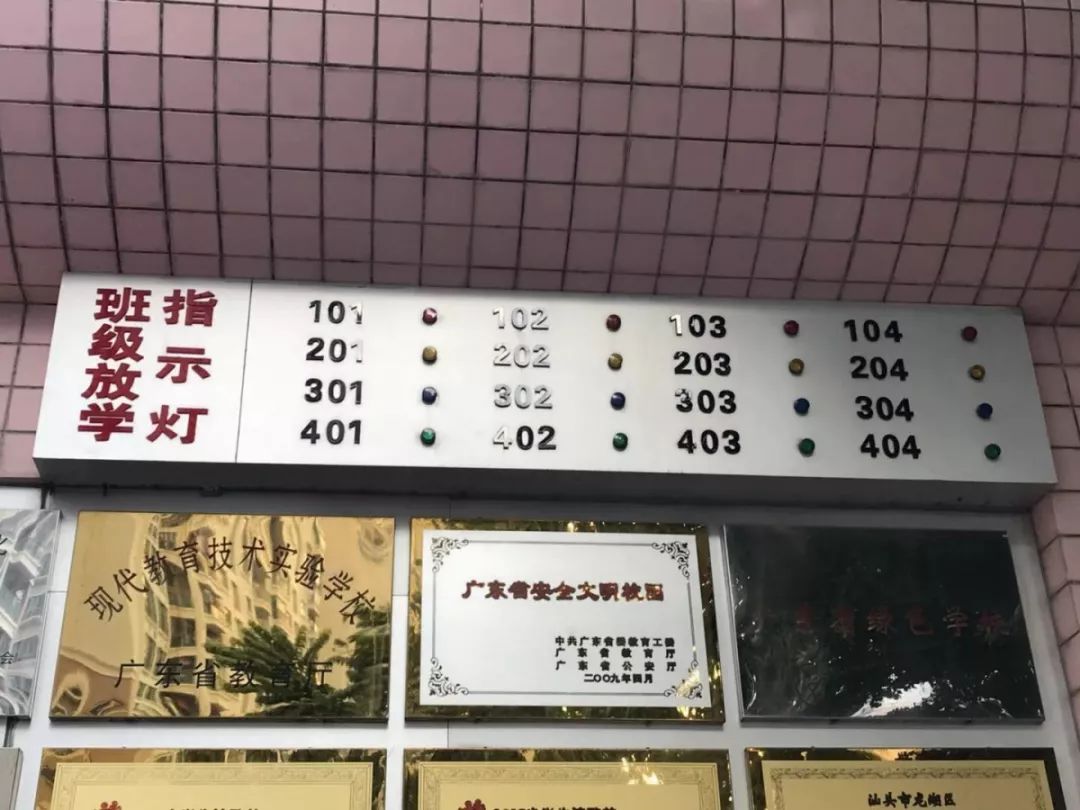 班级放学
指示灯
101 102 103 104
201 202 203 204
301 302 303 304
401 402 403 404
现代教育技术实验学校
广东省教育厅
广东省安全文明校园
中共广东省委教育工委
广东省教育厅
广东省公安厅
二〇〇九年四月
绿色学校
汕头市龙湖区